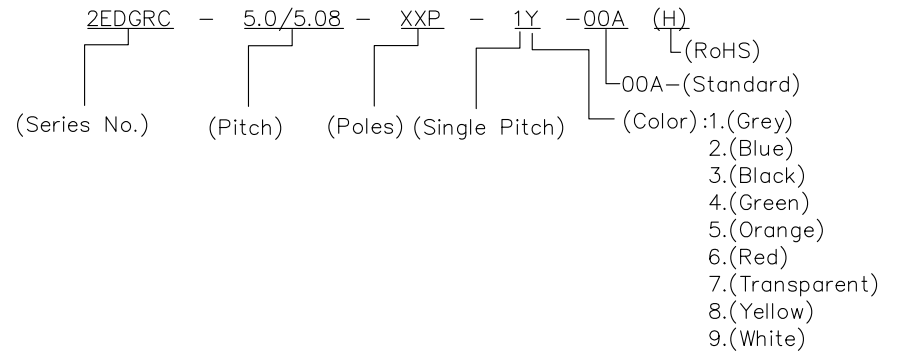 2EDGRC - 5.0/5.08 - XXP - 1Y -00A (H)
(RoHS)
00A-(Standard)
(Series No.) (Pitch) (Poles) (Single Pitch) (Color):1.(Grey)
2.(Blue)
3.(Black)
4.(Green)
5.(Orange)
6.(Red)
7.(Transparent)
8.(Yellow)
9.(White)